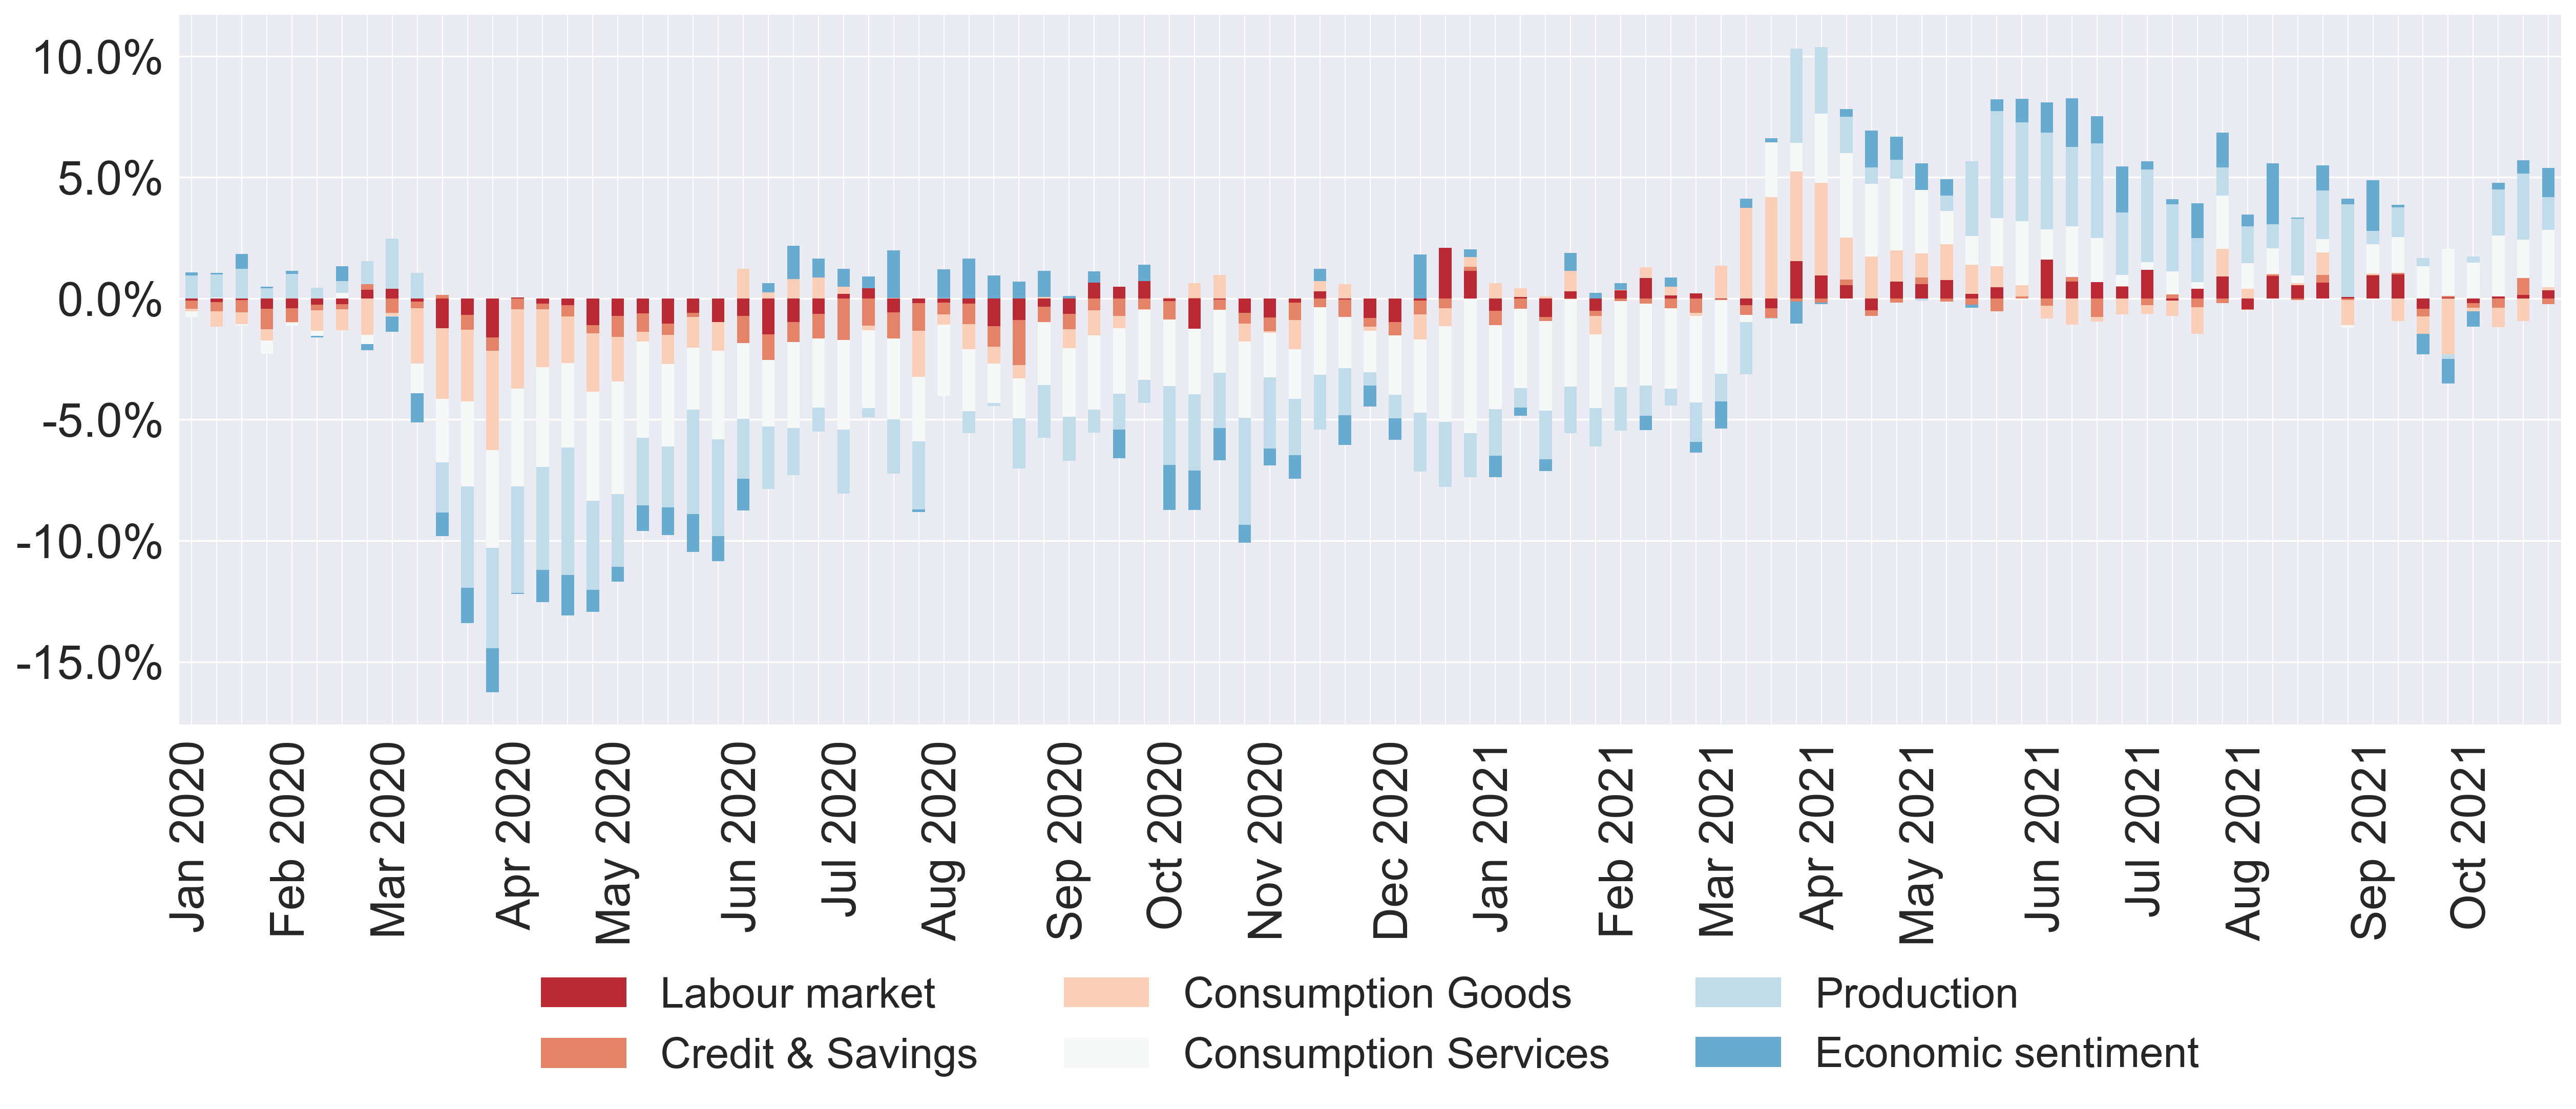 10.0%
5.0%
0.0%
-5.0%
-10.0%
-15.0%
Jan 2020
Feb 2020
Mar 2020
Apr 2020
May 2020
Jun 2020
Jul 2020
Aug 2020
Sep 2020
Oct 2020
Nov 2020
Dec 2020
Jan 2021
Feb 2021
Mar 2021
Apr 2021
May 2021
Jun 2021
Jul 2021
Aug 2021
Sep 2021
Oct 2021
Labour market
Consumption Goods
Production
Credit & Savings
Consumption Services
Economic sentiment